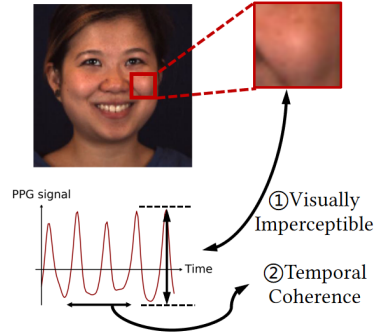 PPG signal
Time
①Visually
Imperceptible
②Temporal
Coherence